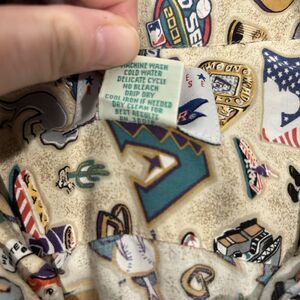 MACHINE WASH
COLD WATER
DELICATE CYCLE
NO BLEACH
DRIP DRY
COOL IRON IF NEEDED
DRY CLEAN FOR
BEST RESULTS
2001